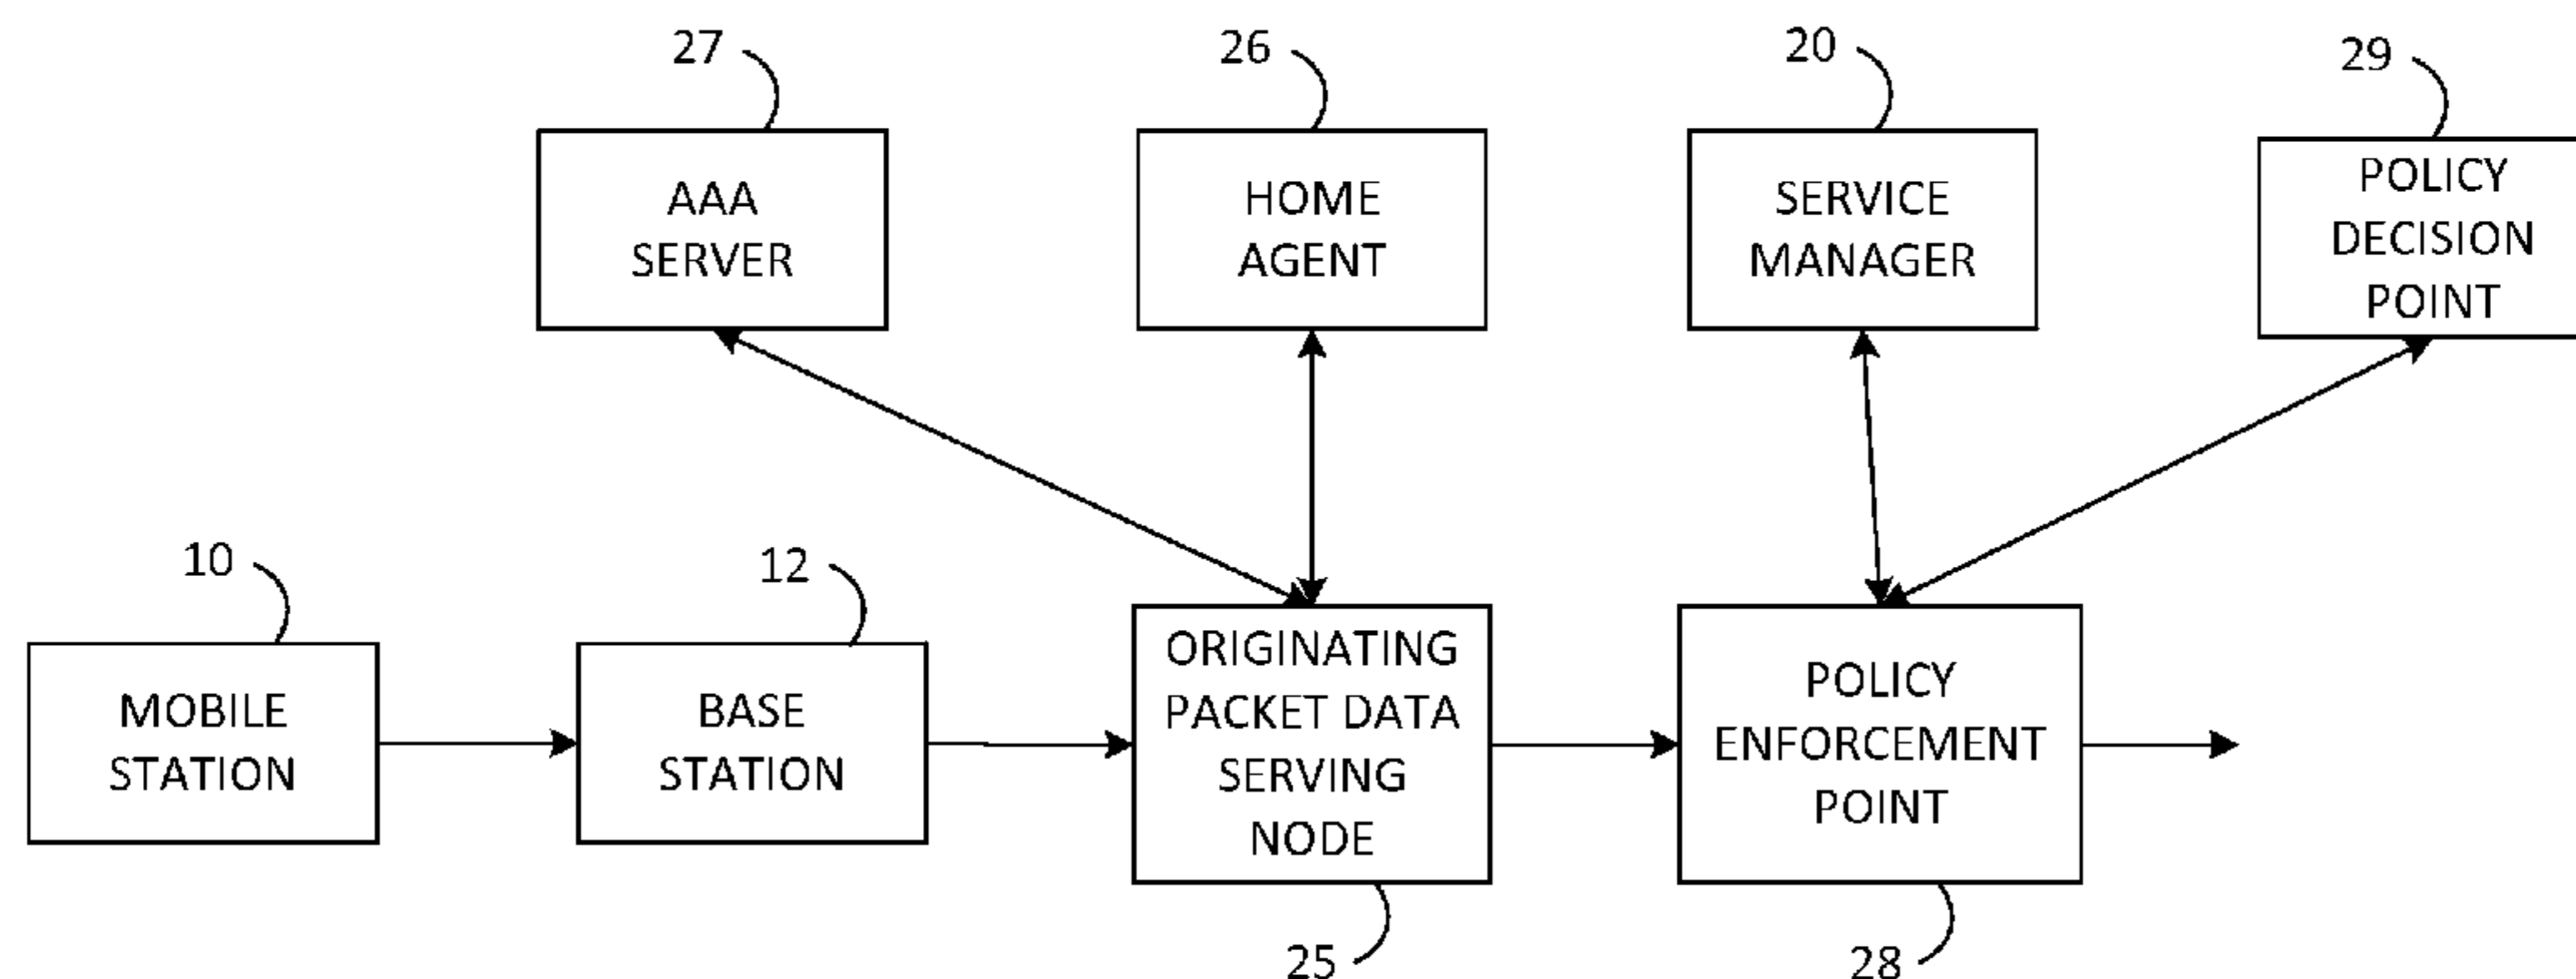 27
26
20
29
AAA
SERVER
HOME
AGENT
SERVICE
MANAGER
POLICY
DECISION
POINT
10
12
MOBILE
STATION
BASE
STATION
ORIGINATING
PACKET DATA
SERVING
NODE
POLICY
ENFORCEMENT
POINT
25
28